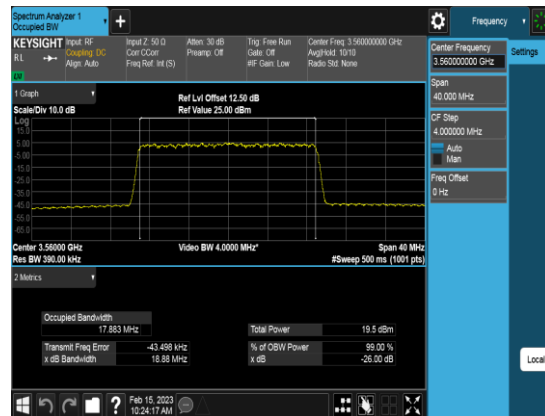 Spectrum Analyzer 1
Occupied BW
+
Frequency
KEYSIGHT Input: RF
R L Coupling: DC
Align: Auto
LW
Input Z: 50 Ω
Corr CCorr
Freq Ref: Int (S)
Atten: 30 dB
Preamp: Off
Trig: Free Run
Gate: Off
#IF Gain: Low
Center Freq: 3.560000000 GHz
Avg|Hold: 10/10
Radio Std: None
Center Frequency
3.560000000 GHz
Settings
Span
40.000 MHz
CF Step
4.000000 MHz
Auto
Man
Freq Offset
0 Hz
1 Graph
Scale/Div 10.0 dB
Ref Lvl Offset 12.50 dB
Ref Value 25.00 dBm
Log
15.0
5.00
-5.00
-15.0
-25.0
-35.0
-45.0
-55.0
-65.0
Center 3.56000 GHz
Res BW 390.00 kHz
Video BW 4.0000 MHz*
Span 40 MHz
#Sweep 500 ms (1001 pts)
2 Metrics
Occupied Bandwidth
17.883 MHz
Transmit Freq Error -43.498 kHz
x dB Bandwidth 18.88 MHz
Total Power 19.5 dBm
% of OBW Power 99.00 %
x dB -26.00 dB
Local
?
Feb 15, 2023
10:24:17 AM